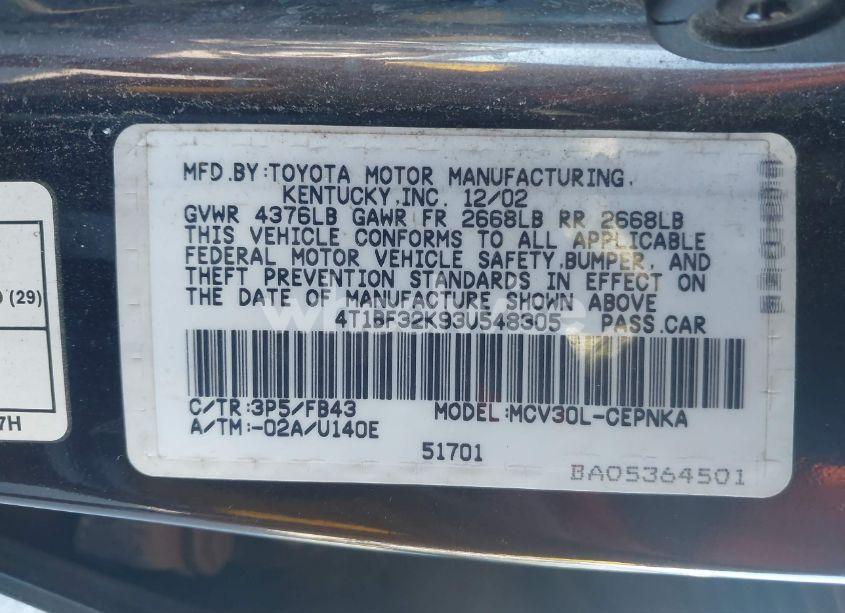 MFD.BY:TOYOTA MOTOR MANUFACTURING,
KENTUCKY,INC. 12/02
GVWR 4376LB GAWR FR 2668LB RR 2668LB
THIS VEHICLE CONFORMS TO ALL APPLICABLE
FEDERAL MOTOR VEHICLE SAFETY,BUMPER, AND
THEFT PREVENTION STANDARDS IN EFFECT ON
THE DATE OF MANUFACTURE SHOWN ABOVE
4T1BF32K93U548305 PASS.CAR
C/TR:3P5/FB43 MODEL:MCV30L-CEPNKA
A/TM:-02A/U140E
51701
BA05364501
(29)
7H